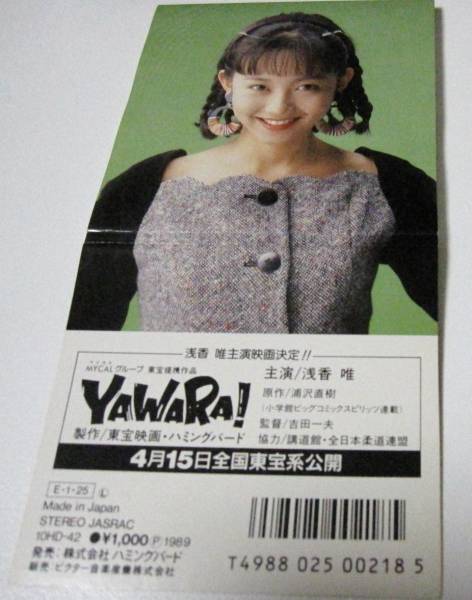 浅香 唯主演映画決定!!
マイカル
MYCALグループ 東宝提携作品
YAWARA!
製作/東宝映画・ハミングバード
主演/浅香 唯
原作/浦沢直樹
(小学館ビッグコミックスピリッツ連載)
監督/吉田一夫
協力/講道館・全日本柔道連盟
4月15日全国東宝系公開
E-1-25 Ⓛ
Made in Japan
STEREO JASRAC
10HD-42 ●¥1,000 Ⓟ1989
発売:株式会社ハミングバード
販売:ビクター音楽産業株式会社
T4988 025 00218 5